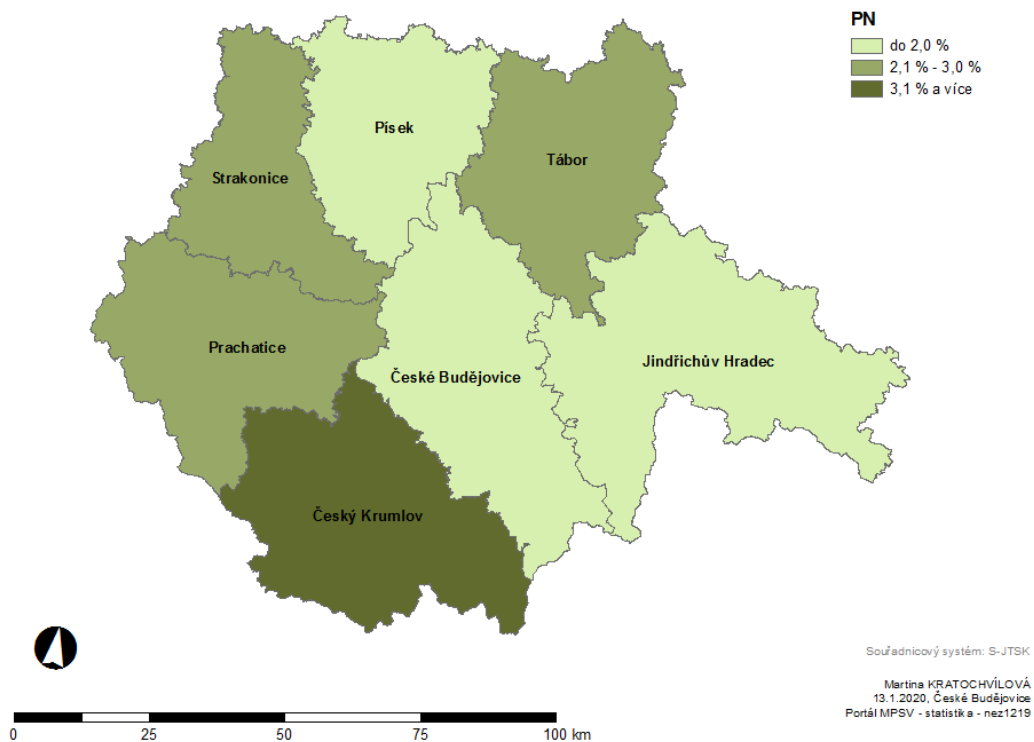 PN
do 2,0 %
2,1 % - 3,0 %
3,1 % a více
Písek
Tábor
Strakonice
Prachatice
Jindřichův Hradec
České Budějovice
Český Krumlov
Souřadnicový systém: S-JTSK
Martina KRATOCHVÍLOVÁ
13.1.2020, České Budějovice
Portál MPSV - statistika - nez1219
0 25 50 75 100 km